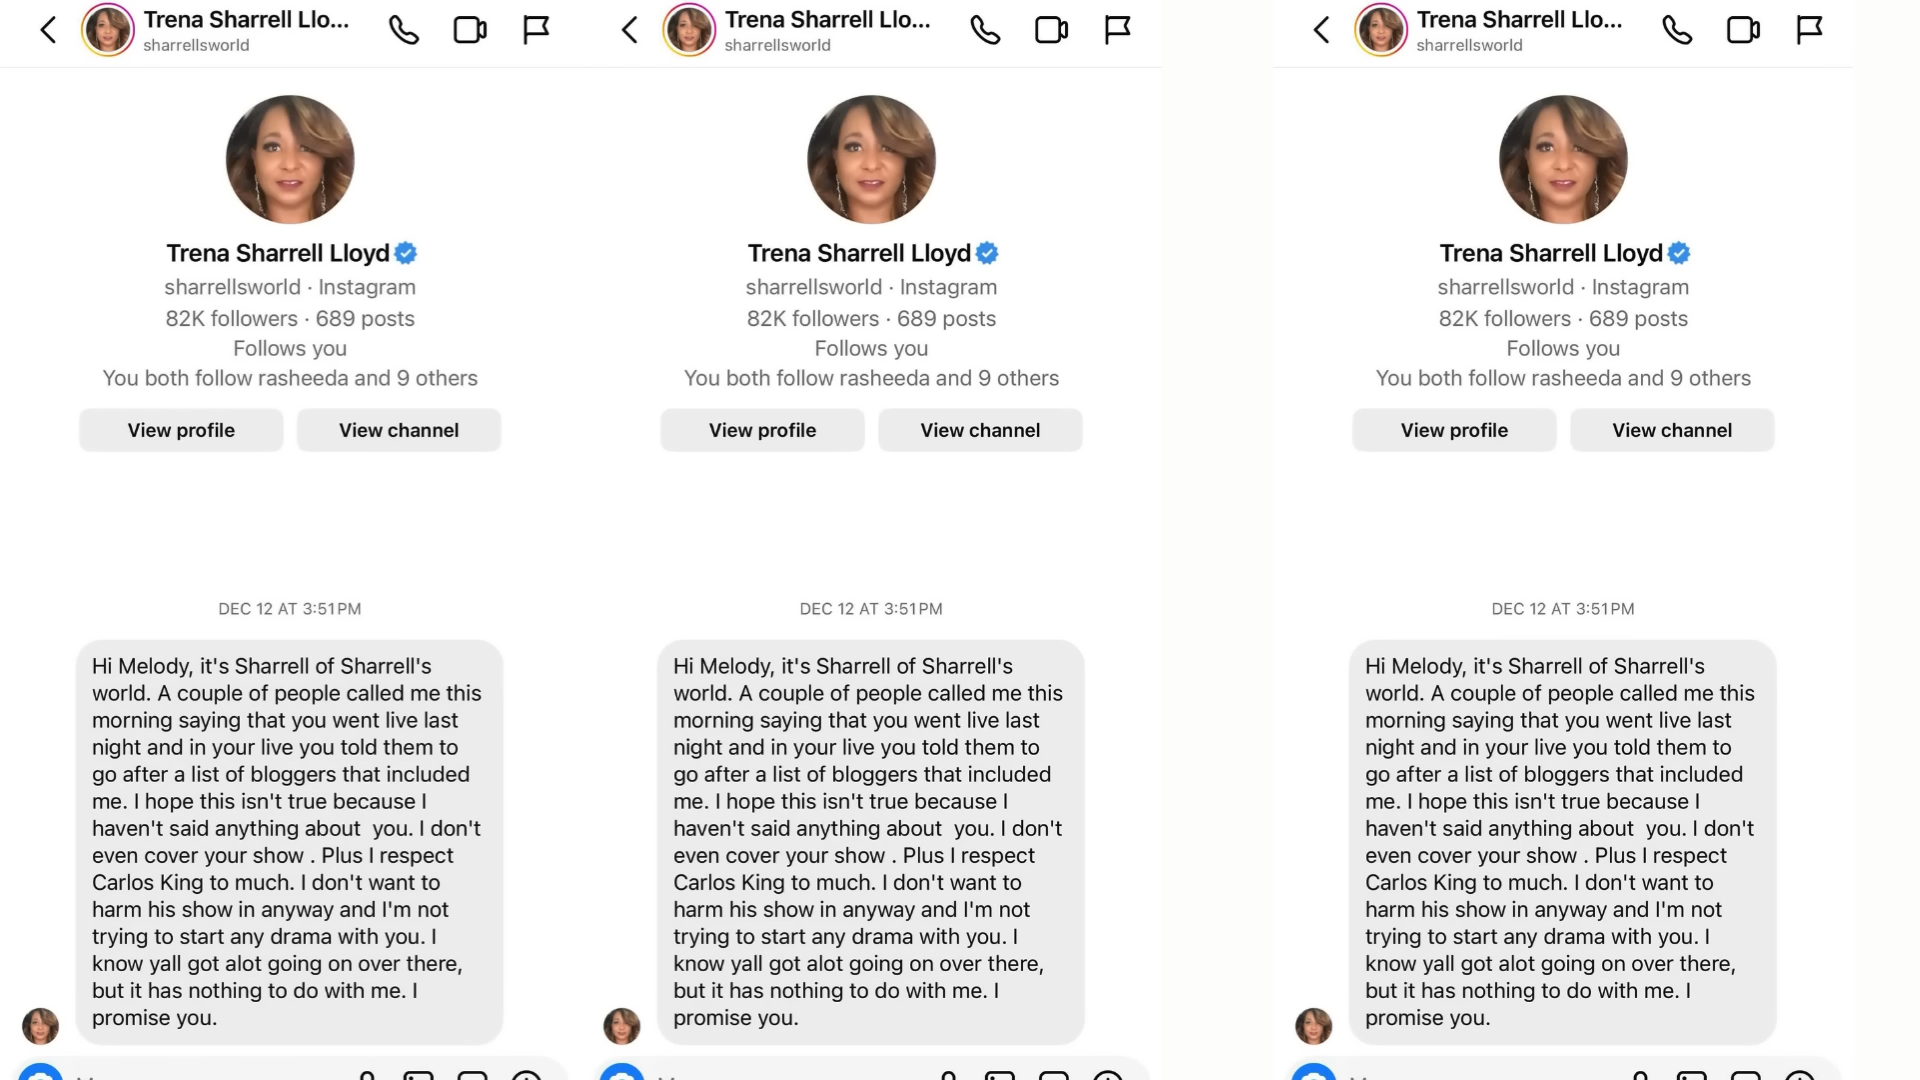 Trena Sharrell Llo...
sharrellsworld
Trena Sharrell Lloyd
sharrellsworld · Instagram
82K followers · 689 posts
Follows you
You both follow rasheeda and 9 others
View profile
View channel
DEC 12 AT 3:51 PM
Hi Melody, it's Sharrell of Sharrell's
world. A couple of people called me this
morning saying that you went live last
night and in your live you told them to
go after a list of bloggers that included
me. I hope this isn't true because I
haven't said anything about  you. I don't
even cover your show . Plus I respect
Carlos King to much. I don't want to
harm his show in anyway and I'm not
trying to start any drama with you. I
know yall got alot going on over there,
but it has nothing to do with me. I
promise you.
Trena Sharrell Llo...
sharrellsworld
Trena Sharrell Lloyd
sharrellsworld · Instagram
82K followers · 689 posts
Follows you
You both follow rasheeda and 9 others
View profile
View channel
DEC 12 AT 3:51 PM
Hi Melody, it's Sharrell of Sharrell's
world. A couple of people called me this
morning saying that you went live last
night and in your live you told them to
go after a list of bloggers that included
me. I hope this isn't true because I
haven't said anything about  you. I don't
even cover your show . Plus I respect
Carlos King to much. I don't want to
harm his show in anyway and I'm not
trying to start any drama with you. I
know yall got alot going on over there,
but it has nothing to do with me. I
promise you.
Trena Sharrell Llo...
sharrellsworld
Trena Sharrell Lloyd
sharrellsworld · Instagram
82K followers · 689 posts
Follows you
You both follow rasheeda and 9 others
View profile
View channel
DEC 12 AT 3:51 PM
Hi Melody, it's Sharrell of Sharrell's
world. A couple of people called me this
morning saying that you went live last
night and in your live you told them to
go after a list of bloggers that included
me. I hope this isn't true because I
haven't said anything about  you. I don't
even cover your show . Plus I respect
Carlos King to much. I don't want to
harm his show in anyway and I'm not
trying to start any drama with you. I
know yall got alot going on over there,
but it has nothing to do with me. I
promise you.